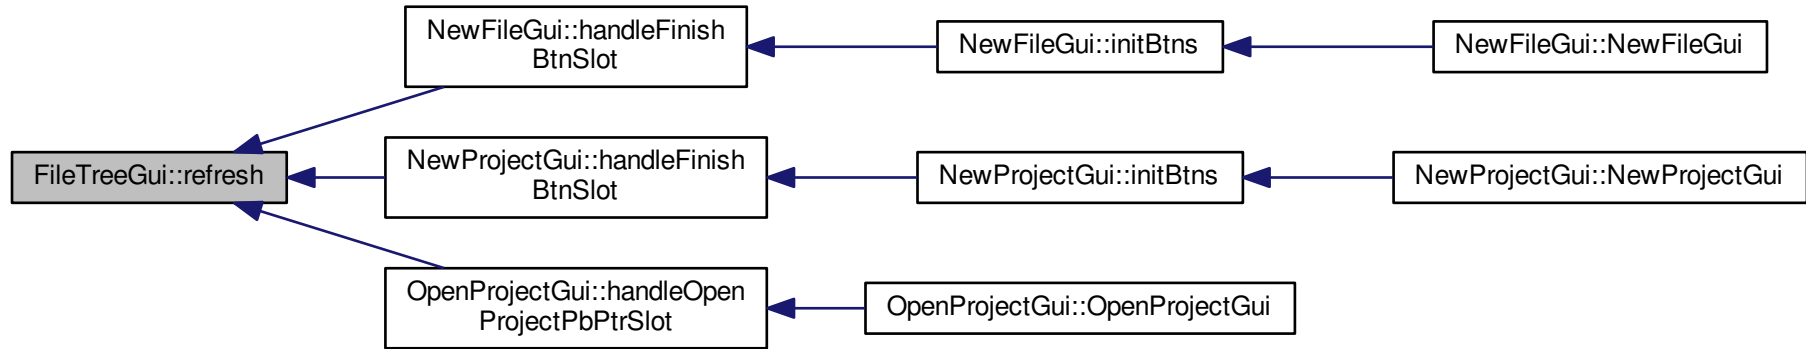 NewFileGui::handleFinish
BtnSlot
NewFileGui::initBtns
NewFileGui::NewFileGui
FileTreeGui::refresh
NewProjectGui::handleFinish
BtnSlot
NewProjectGui::initBtns
NewProjectGui::NewProjectGui
OpenProjectGui::handleOpen
ProjectPbPtrSlot
OpenProjectGui::OpenProjectGui